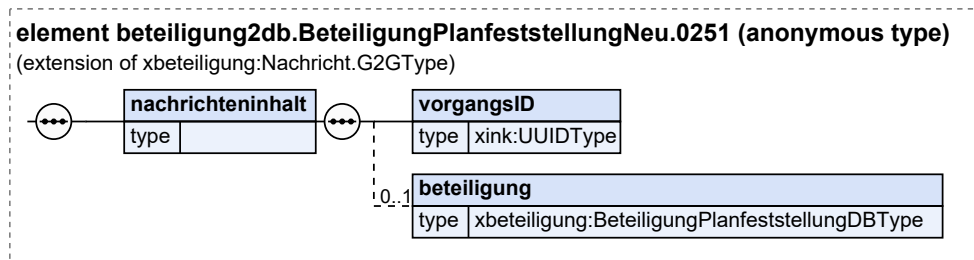 element beteiligung2db.BeteiligungPlanfeststellungNeu.0251 (anonymous type)
(extension of xbeteiligung:Nachricht.G2GType)
nachrichteninhalt
type
vorgangsID
type xink:UUIDType
0..1
beteiligung
type xbeteiligung:BeteiligungPlanfeststellungDBType